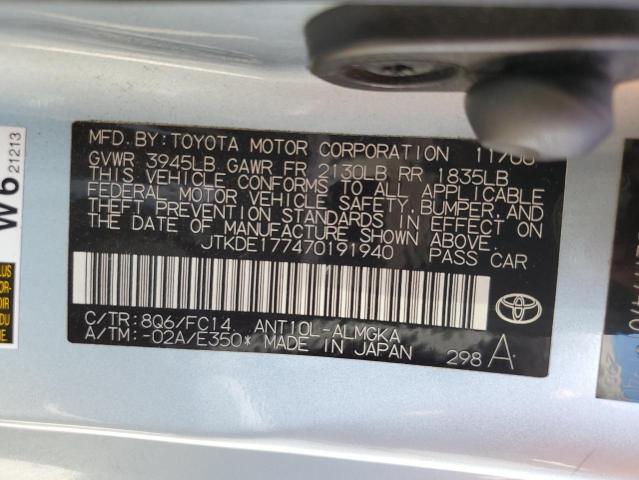 MFD.BY:TOYOTA MOTOR CORPORATION 11/06
GVWR 3945LB GAWR FR 2130LB RR 1835LB
THIS VEHICLE CONFORMS TO ALL APPLICABLE
FEDERAL MOTOR VEHICLE SAFETY,BUMPER,AND
THEFT PREVENTION STANDARDS IN EFFECT ON
THE DATE OF MANUFACTURE SHOWN ABOVE.
JTKDE177470191940 PASS CAR
C/TR:8Q6/FC14 ANT10L-ALMGKA
A/TM:-02A/E350* MADE IN JAPAN 298 A
W6 21213